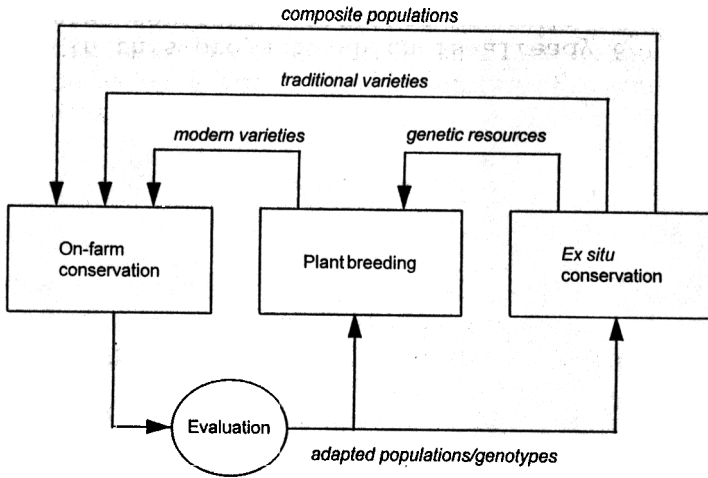 composite populations
traditional varieties
modern varieties
genetic resources
On-farm
conservation
Plant breeding
Ex situ
conservation
Evaluation
adapted populations/genotypes